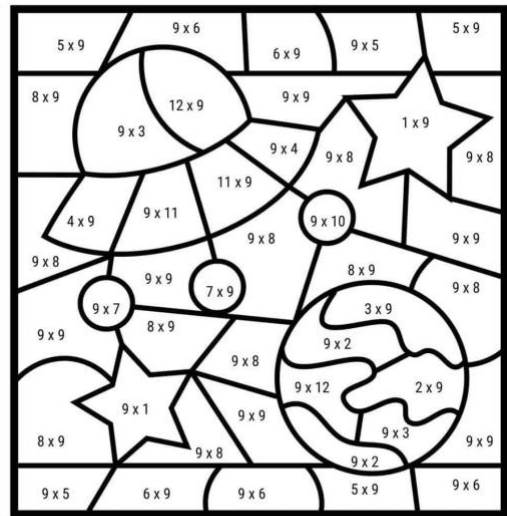 5 x 9
9 x 6
6 x 9
9 x 5
5 x 9
8 x 9
9 x 3
12 x 9
9 x 9
1 x 9
9 x 4
9 x 8
9 x 8
4 x 9
9 x 11
11 x 9
9 x 10
9 x 8
9 x 8
9 x 9
9 x 9
7 x 9
8 x 9
9 x 8
9 x 7
8 x 9
3 x 9
9 x 9
9 x 2
9 x 8
9 x 12
2 x 9
9 x 1
9 x 9
9 x 3
8 x 9
9 x 8
9 x 2
9 x 9
9 x 5
6 x 9
9 x 6
5 x 9
9 x 6